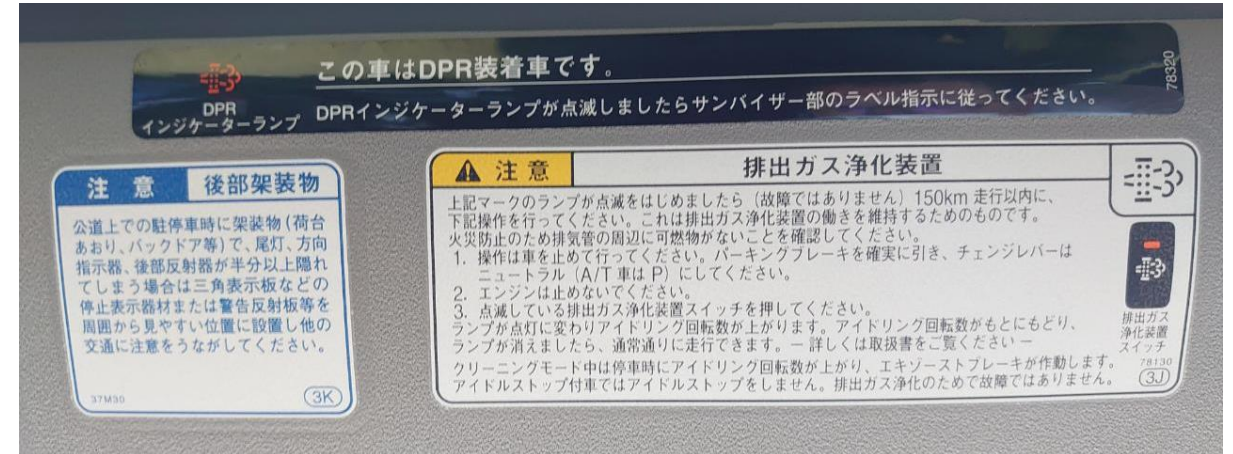 この車はDPR装着車です。
DPR
インジケーターランプ
DPRインジケーターランプが点滅しましたらサンバイザー部のラベル指示に従ってください。
78320
注 意
後部架装物
公道上での駐停車時に架装物(荷台
あおり、バックドア等)で、尾灯、方向
指示器、後部反射器が半分以上隠れ
てしまう場合は三角表示板などの
停止表示器材または警告反射板等を
周囲から見やすい位置に設置し他の
交通に注意をうながしてください。
37M30
3K
注 意
排出ガス浄化装置
上記マークのランプが点滅をはじめましたら(故障ではありません)150km 走行以内に、
下記操作を行ってください。これは排出ガス浄化装置の働きを維持するためのものです。
火災防止のため排気管の周辺に可燃物がないことを確認してください。
1. 操作は車を止めて行ってください。パーキングブレーキを確実に引き、チェンジレバーは
ニュートラル(A/T 車は P)にしてください。
2. エンジンは止めないでください。
3. 点滅している排出ガス浄化装置スイッチを押してください。
ランプが点灯に変わりアイドリング回転数が上がります。アイドリング回転数がもとにもどり、
ランプが消えましたら、通常通りに走行できます。― 詳しくは取扱書をご覧ください ―
クリーニングモード中は停車時にアイドリング回転数が上がり、エキゾーストブレーキが作動します。
アイドルストップ付車ではアイドルストップをしません。排出ガス浄化のためで故障ではありません。
排出ガス
浄化装置
スイッチ
78130
3J